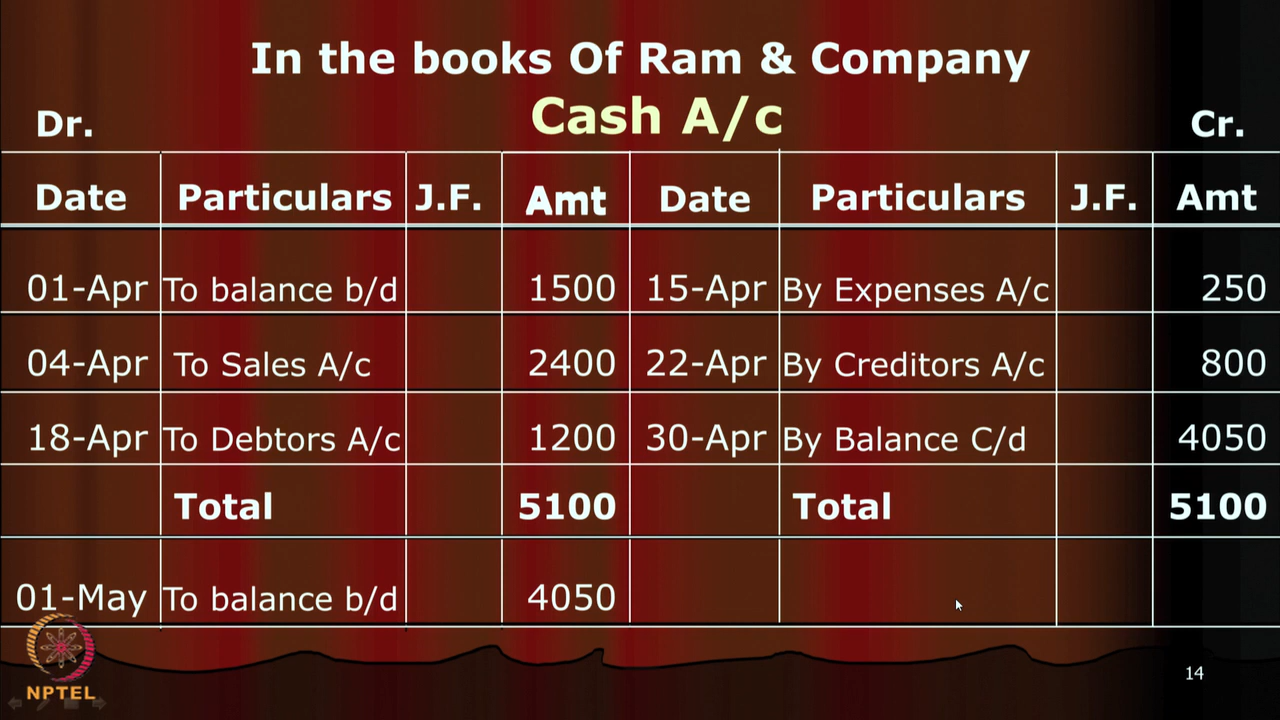 In the books Of Ram & Company
Dr. Cash A/c Cr.
Date Particulars J.F. Amt Date Particulars J.F. Amt
01-Apr To balance b/d 1500 15-Apr By Expenses A/c 250
04-Apr To Sales A/c 2400 22-Apr By Creditors A/c 800
18-Apr To Debtors A/c 1200 30-Apr By Balance C/d 4050
Total 5100 Total 5100
01-May To balance b/d 4050
NPTEL
14